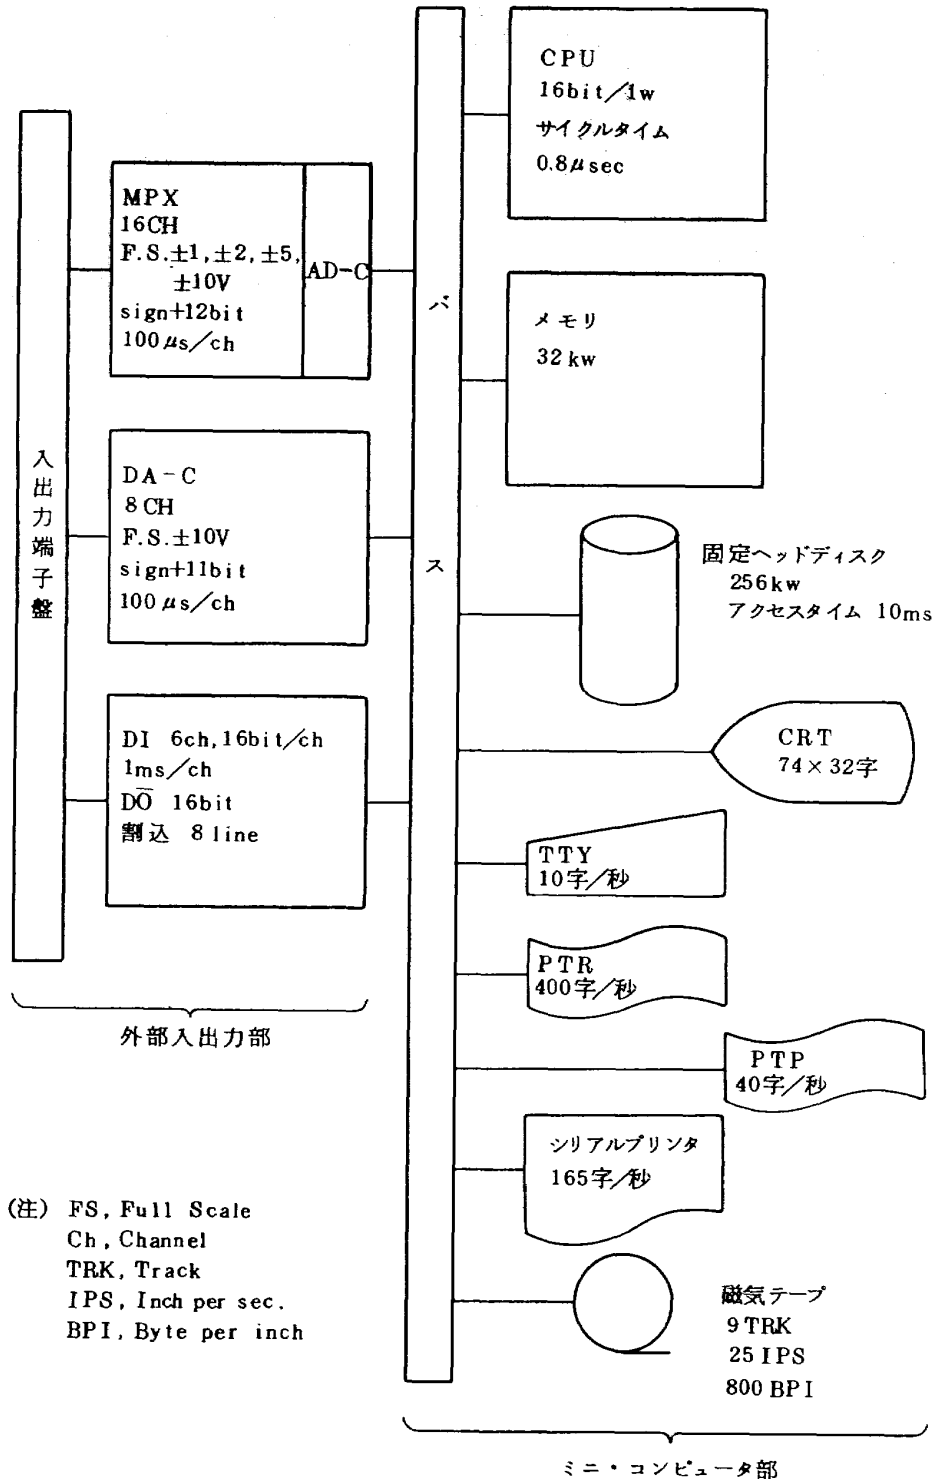 入出力端子盤
MPX
16CH
F.S.±1, ±2, ±5,
±10V
sign+12bit
100μs/ch
AD-C
DA-C
8CH
F.S.±10V
sign+11bit
100μs/ch
DI 6ch, 16bit/ch
1ms/ch
DO̅ 16bit
割込 8 line
外部入出力部
(注) FS, Full Scale
Ch, Channel
TRK, Track
IPS, Inch per sec.
BPI, Byte per inch
バス
CPU
16bit/1w
サイクルタイム
0.8μsec
メモリ
32kw
固定ヘッドディスク
256kw
アクセスタイム 10ms
CRT
74×32字
TTY
10字/秒
PTR
400字/秒
PTP
40字/秒
シリアルプリンタ
165字/秒
磁気テープ
9TRK
25IPS
800BPI
ミニ・コンピュータ部